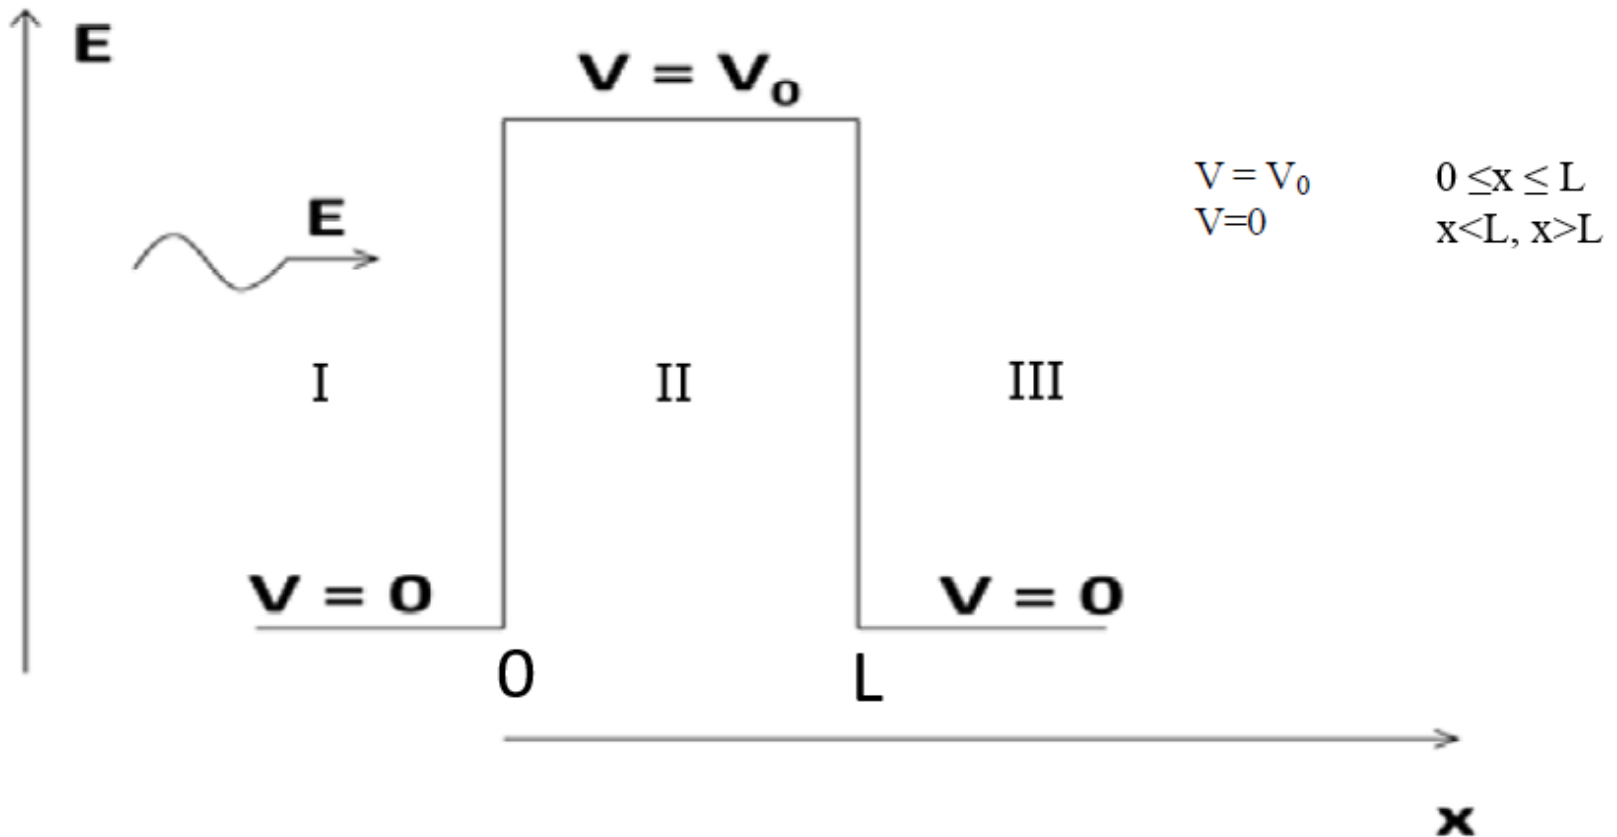 E
V = V₀
V = V₀ 0 ≤x ≤ L
V=0 x<L, x>L
E
I II III
V = 0 V = 0
0 L
x